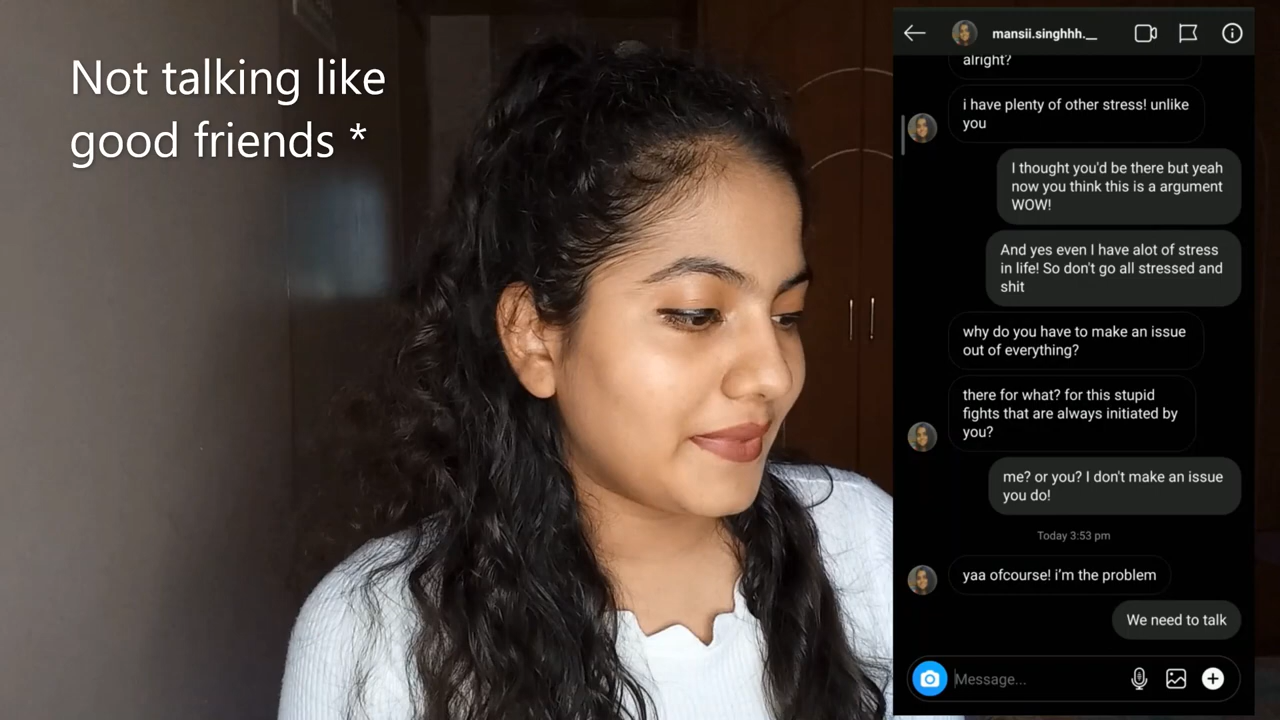 Not talking like
good friends *
mansii.singhhh.__
alright?
i have plenty of other stress! unlike
you
I thought you'd be there but yeah
now you think this is a argument
WOW!
And yes even I have alot of stress
in life! So don't go all stressed and
shit
why do you have to make an issue
out of everything?
there for what? for this stupid
fights that are always initiated by
you?
me? or you? I don't make an issue
you do!
Today 3:53 pm
yaa ofcourse! i'm the problem
We need to talk
Message...